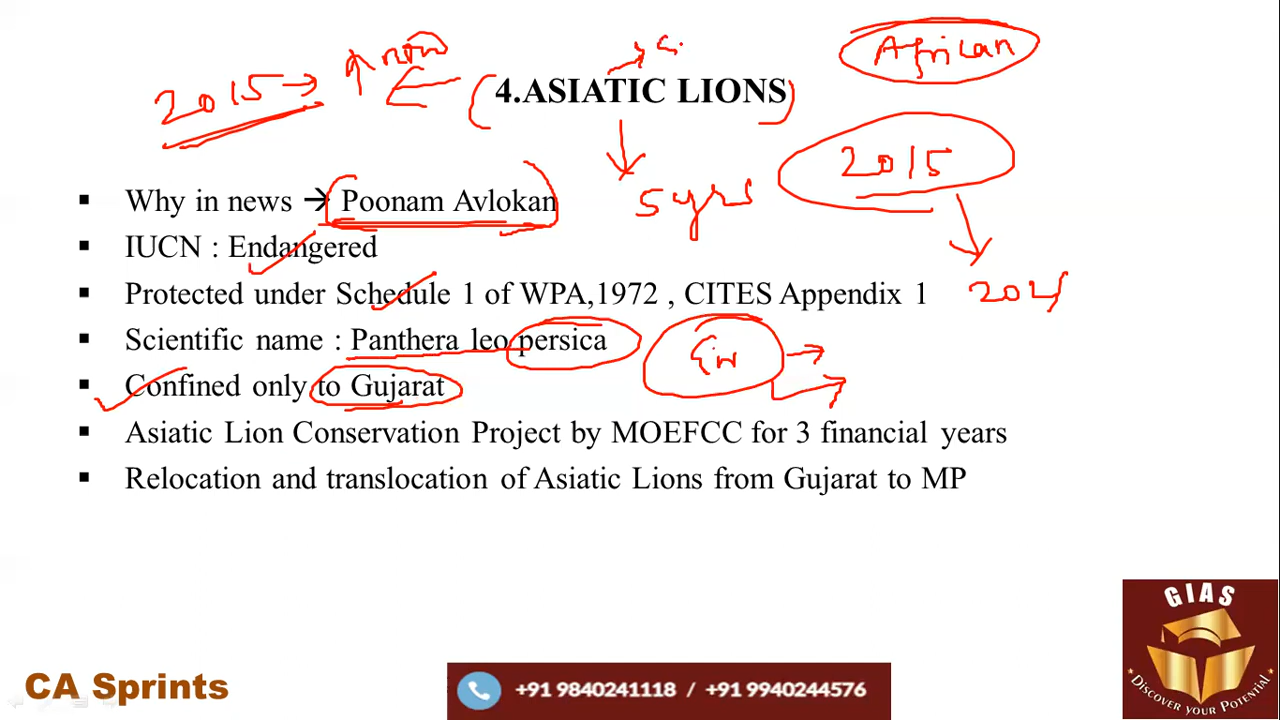 African
2015 → ↑ now
4.ASIATIC LIONS
2015
5 yrs
▪ Why in news → Poonam Avlokan
▪ IUCN : Endangered
▪ Protected under Schedule 1 of WPA,1972 , CITES Appendix 1
▪ Scientific name : Panthera leo persica
▪ Confined only to Gujarat
▪ Asiatic Lion Conservation Project by MOEFCC for 3 financial years
▪ Relocation and translocation of Asiatic Lions from Gujarat to MP
GIAS
DISCOVER YOUR POTENTIAL
CA Sprints
+91 9840241118 / +91 9940244576